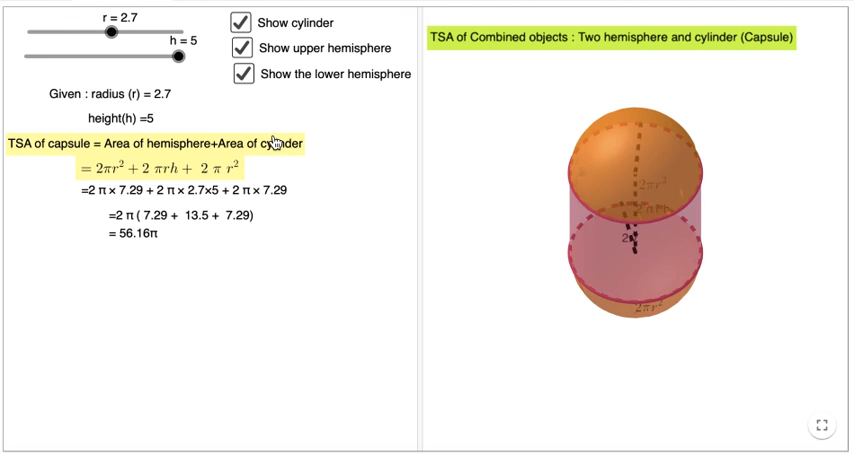 r = 2.7
h = 5
Show cylinder
Show upper hemisphere
Show the lower hemisphere
Given : radius (r) = 2.7
height(h) =5
TSA of capsule = Area of hemisphere+Area of cylinder
= 2πr² + 2 πrh + 2 π r²
=2 π × 7.29 + 2 π × 2.7×5 + 2 π × 7.29
=2 π ( 7.29 + 13.5 + 7.29)
= 56.16π
TSA of Combined objects : Two hemisphere and cylinder (Capsule)
2πr²
2πr²